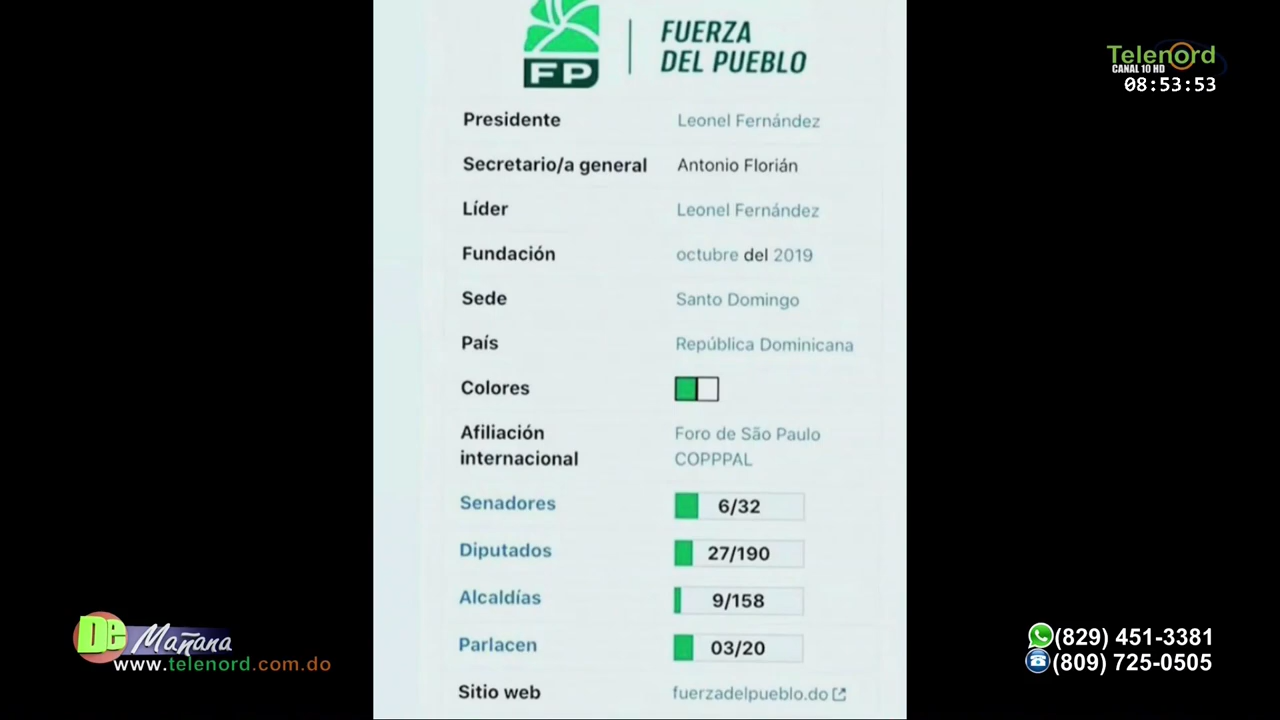 FP
FUERZA
DEL PUEBLO
Telenord
CANAL 10 HD
08:53:53
Presidente Leonel Fernández
Secretario/a general Antonio Florián
Líder Leonel Fernández
Fundación octubre del 2019
Sede Santo Domingo
País República Dominicana
Colores
Afiliación Foro de São Paulo
internacional COPPPAL
Senadores 6/32
Diputados 27/190
Alcaldías 9/158
Parlacen 03/20
Sitio web fuerzadelpueblo.do
De Mañana
www.telenord.com.do
(829) 451-3381
(809) 725-0505